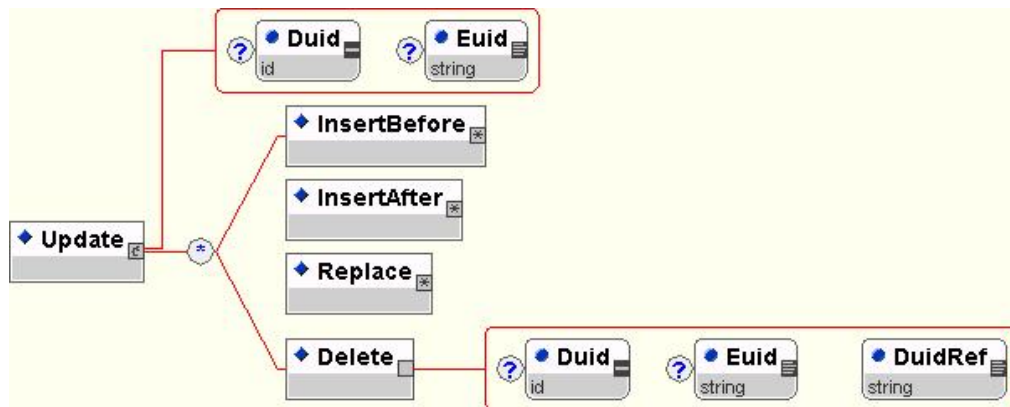 ? Duid id ? Euid string
InsertBefore *
InsertAfter *
Update
*
Replace *
Delete
? Duid id ? Euid string DuidRef string